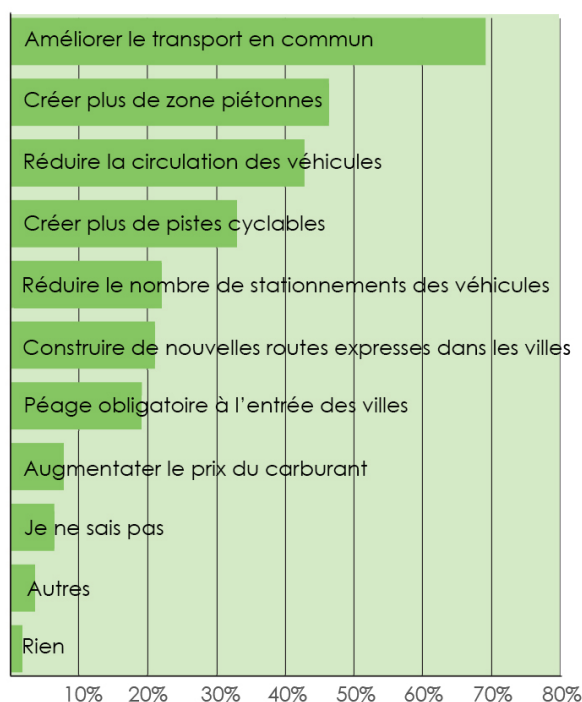 Améliorer le transport en commun
Créer plus de zone piétonnes
Réduire la circulation des véhicules
Créer plus de pistes cyclables
Réduire le nombre de stationnements des véhicules
Construire de nouvelles routes expresses dans les villes
Péage obligatoire à l'entrée des villes
Augmentater le prix du carburant
Je ne sais pas
Autres
Rien
10% 20% 30% 40% 50% 60% 70% 80%